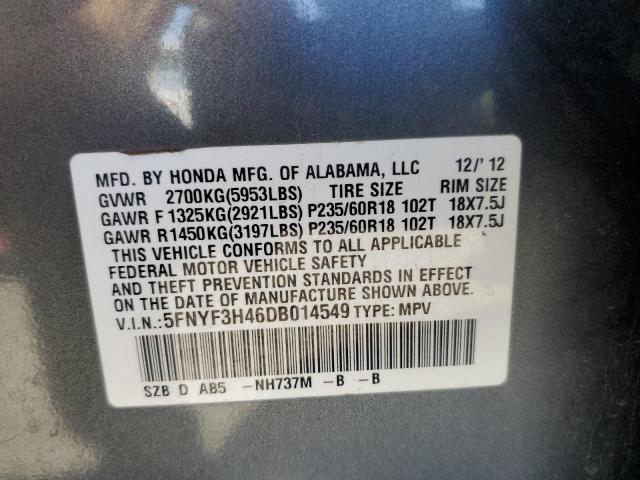 MFD. BY HONDA MFG. OF ALABAMA, LLC 12/'12
GVWR 2700KG(5953LBS) TIRE SIZE RIM SIZE
GAWR F 1325KG(2921LBS) P235/60R18 102T 18X7.5J
GAWR R1450KG(3197LBS) P235/60R18 102T 18X7.5J
THIS VEHICLE CONFORMS TO ALL APPLICABLE
FEDERAL MOTOR VEHICLE SAFETY
AND THEFT PREVENTION STANDARDS IN EFFECT
ON THE DATE OF MANUFACTURE SHOWN ABOVE.
V.I.N.:5FNYF3H46DB014549 TYPE: MPV
SZB D AB5 -NH737M -B -B